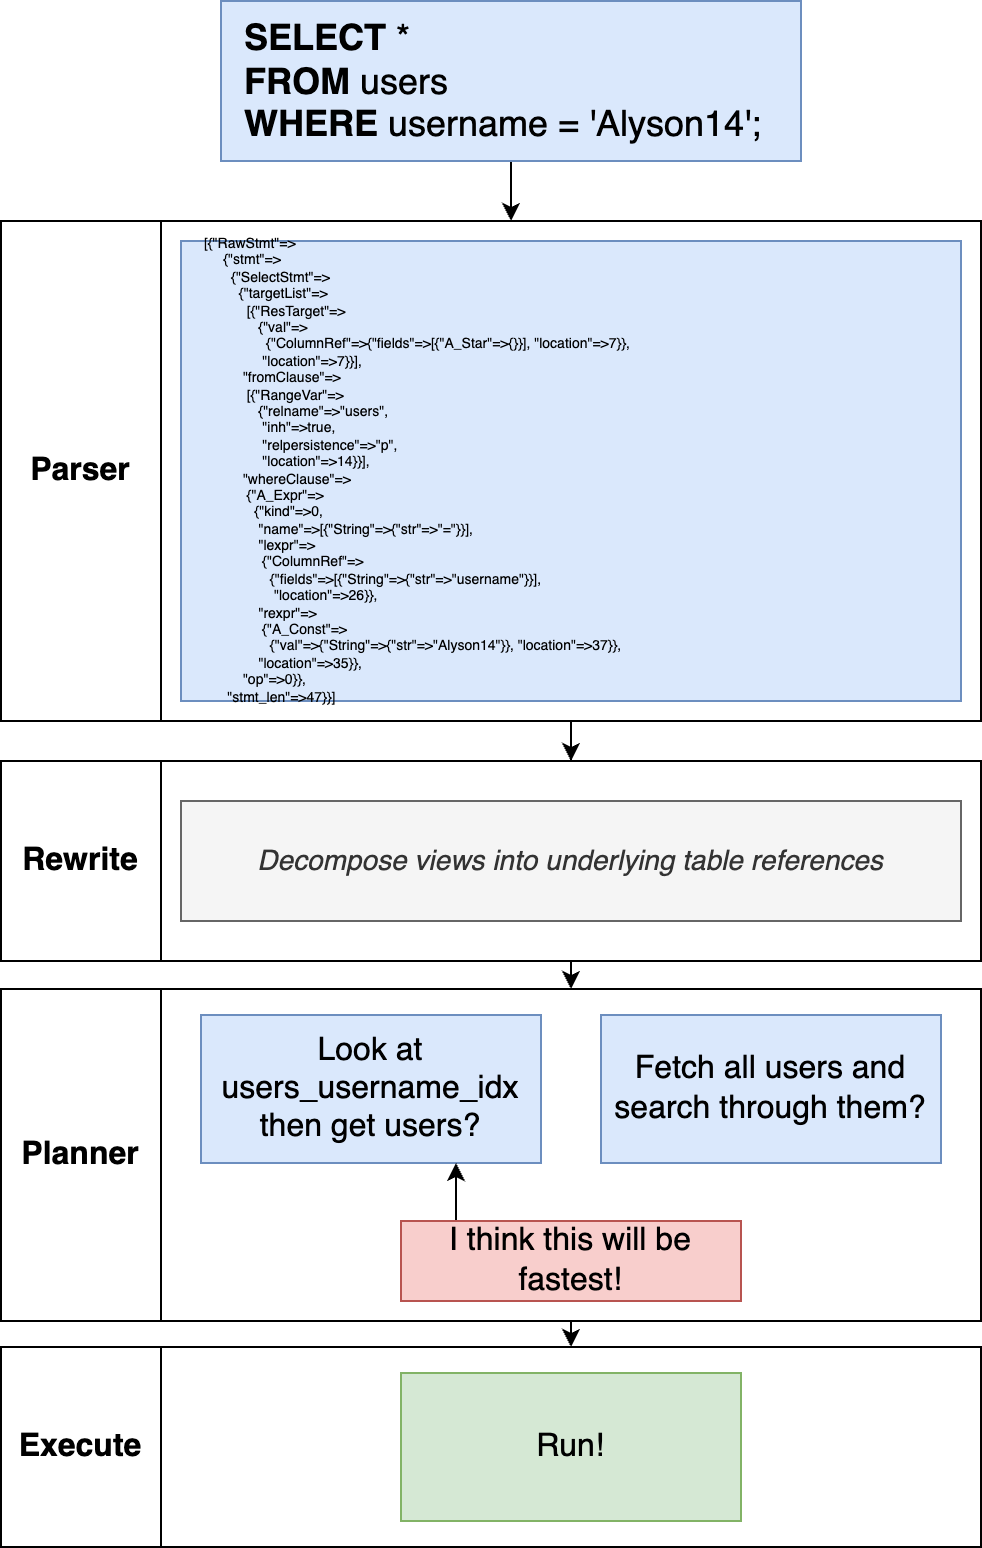 SELECT *
FROM users
WHERE username = 'Alyson14';
Parser
[{"RawStmt"=>
{"stmt"=>
{"SelectStmt"=>
{"targetList"=>
[{"ResTarget"=>
{"val"=>
{"ColumnRef"=>{"fields"=>[{"A_Star"=>{}}], "location"=>7}},
"location"=>7}}],
"fromClause"=>
[{"RangeVar"=>
{"relname"=>"users",
"inh"=>true,
"relpersistence"=>"p",
"location"=>14}}],
"whereClause"=>
{"A_Expr"=>
{"kind"=>0,
"name"=>[{"String"=>{"str"=>"="}}],
"lexpr"=>
{"ColumnRef"=>
{"fields"=>[{"String"=>{"str"=>"username"}}],
"location"=>26}},
"rexpr"=>
{"A_Const"=>
{"val"=>{"String"=>{"str"=>"Alyson14"}}, "location"=>37}},
"location"=>35}},
"op"=>0}},
"stmt_len"=>47}}]
Rewrite
Decompose views into underlying table references
Planner
Look at
users_username_idx
then get users?
Fetch all users and
search through them?
I think this will be
fastest!
Execute
Run!